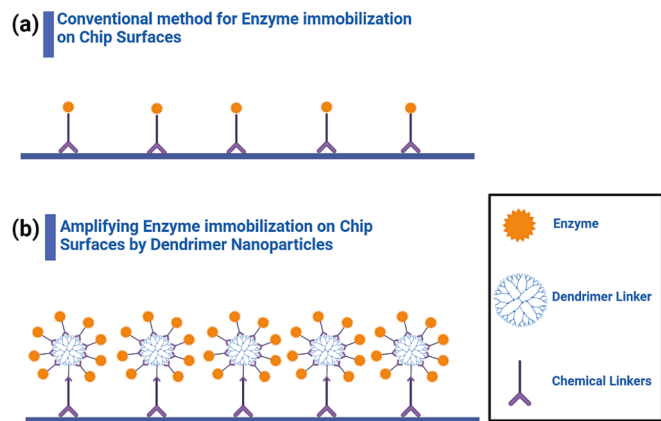 (a) Conventional method for Enzyme immobilization
on Chip Surfaces
(b) Amplifying Enzyme immobilization on Chip
Surfaces by Dendrimer Nanoparticles
Enzyme
Dendrimer Linker
Chemical Linkers